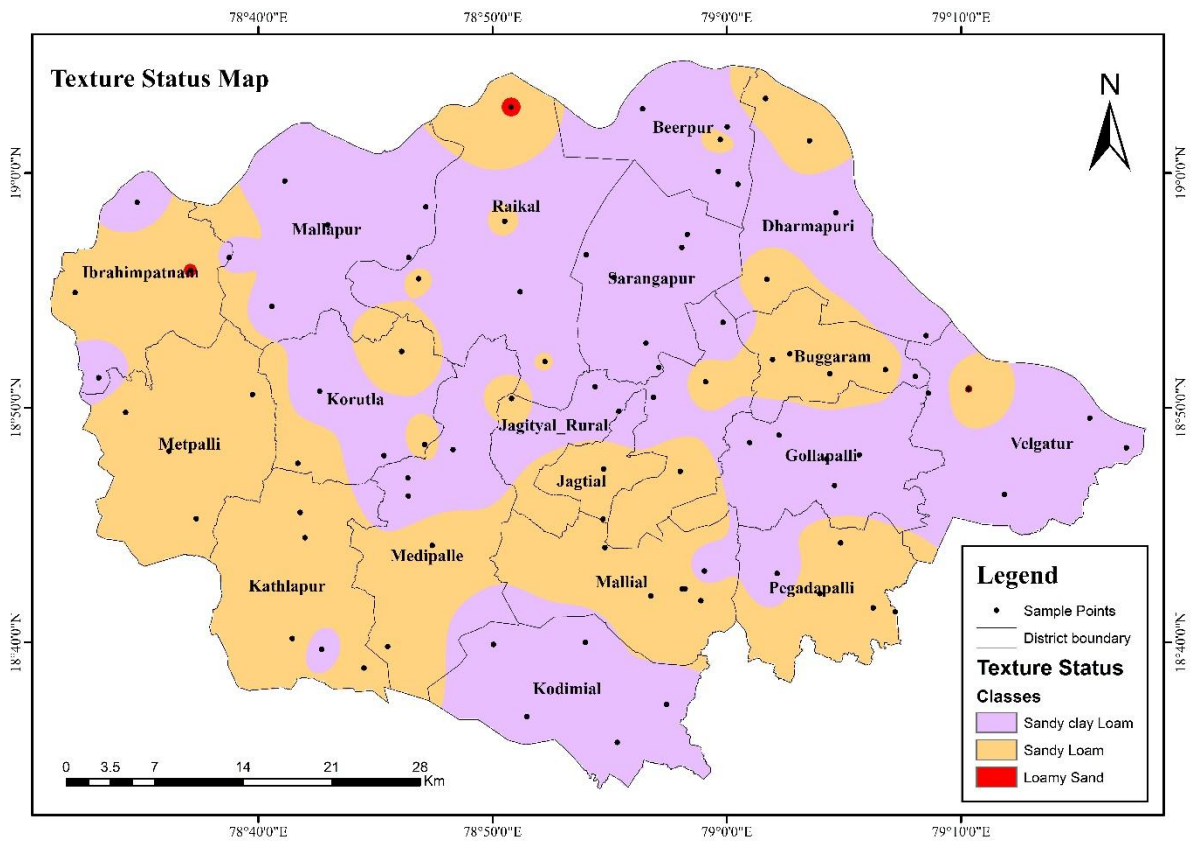 78°40'0"E 78°50'0"E 79°0'0"E 79°10'0"E
Texture Status Map
N
19°0'0"N
18°50'0"N
18°40'0"N
19°0'0"N
18°50'0"N
18°40'0"N
Beerpur
Raikal
Mallapur
Dharmapuri
Ibrahimpatnam
Sarangapur
Buggaram
Korutla
Jagityal_Rural
Metpalli
Velgatur
Gollapalli
Jagtial
Medipalle
Kathlapur
Mallial
Pegadapalli
Kodimial
Legend
Sample Points
District boundary
Texture Status
Classes
Sandy clay Loam
Sandy Loam
Loamy Sand
0 3.5 7 14 21 28
Km
78°40'0"E 78°50'0"E 79°0'0"E 79°10'0"E